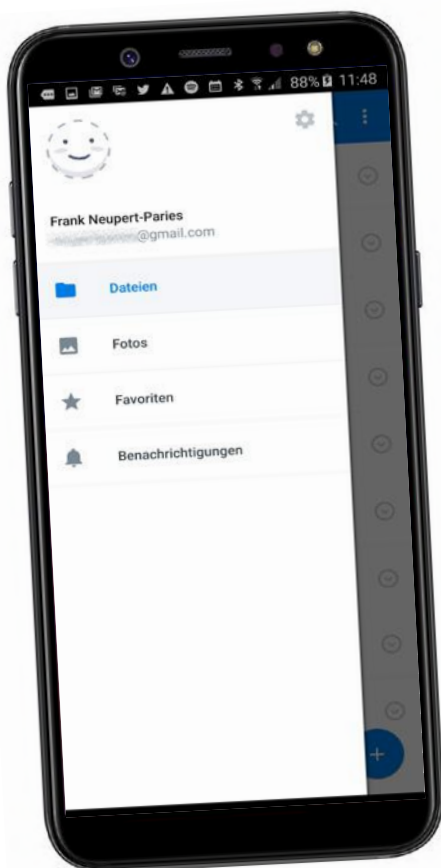 88% 11:48
Frank Neupert-Paries
@gmail.com
Dateien
Fotos
Favoriten
Benachrichtigungen